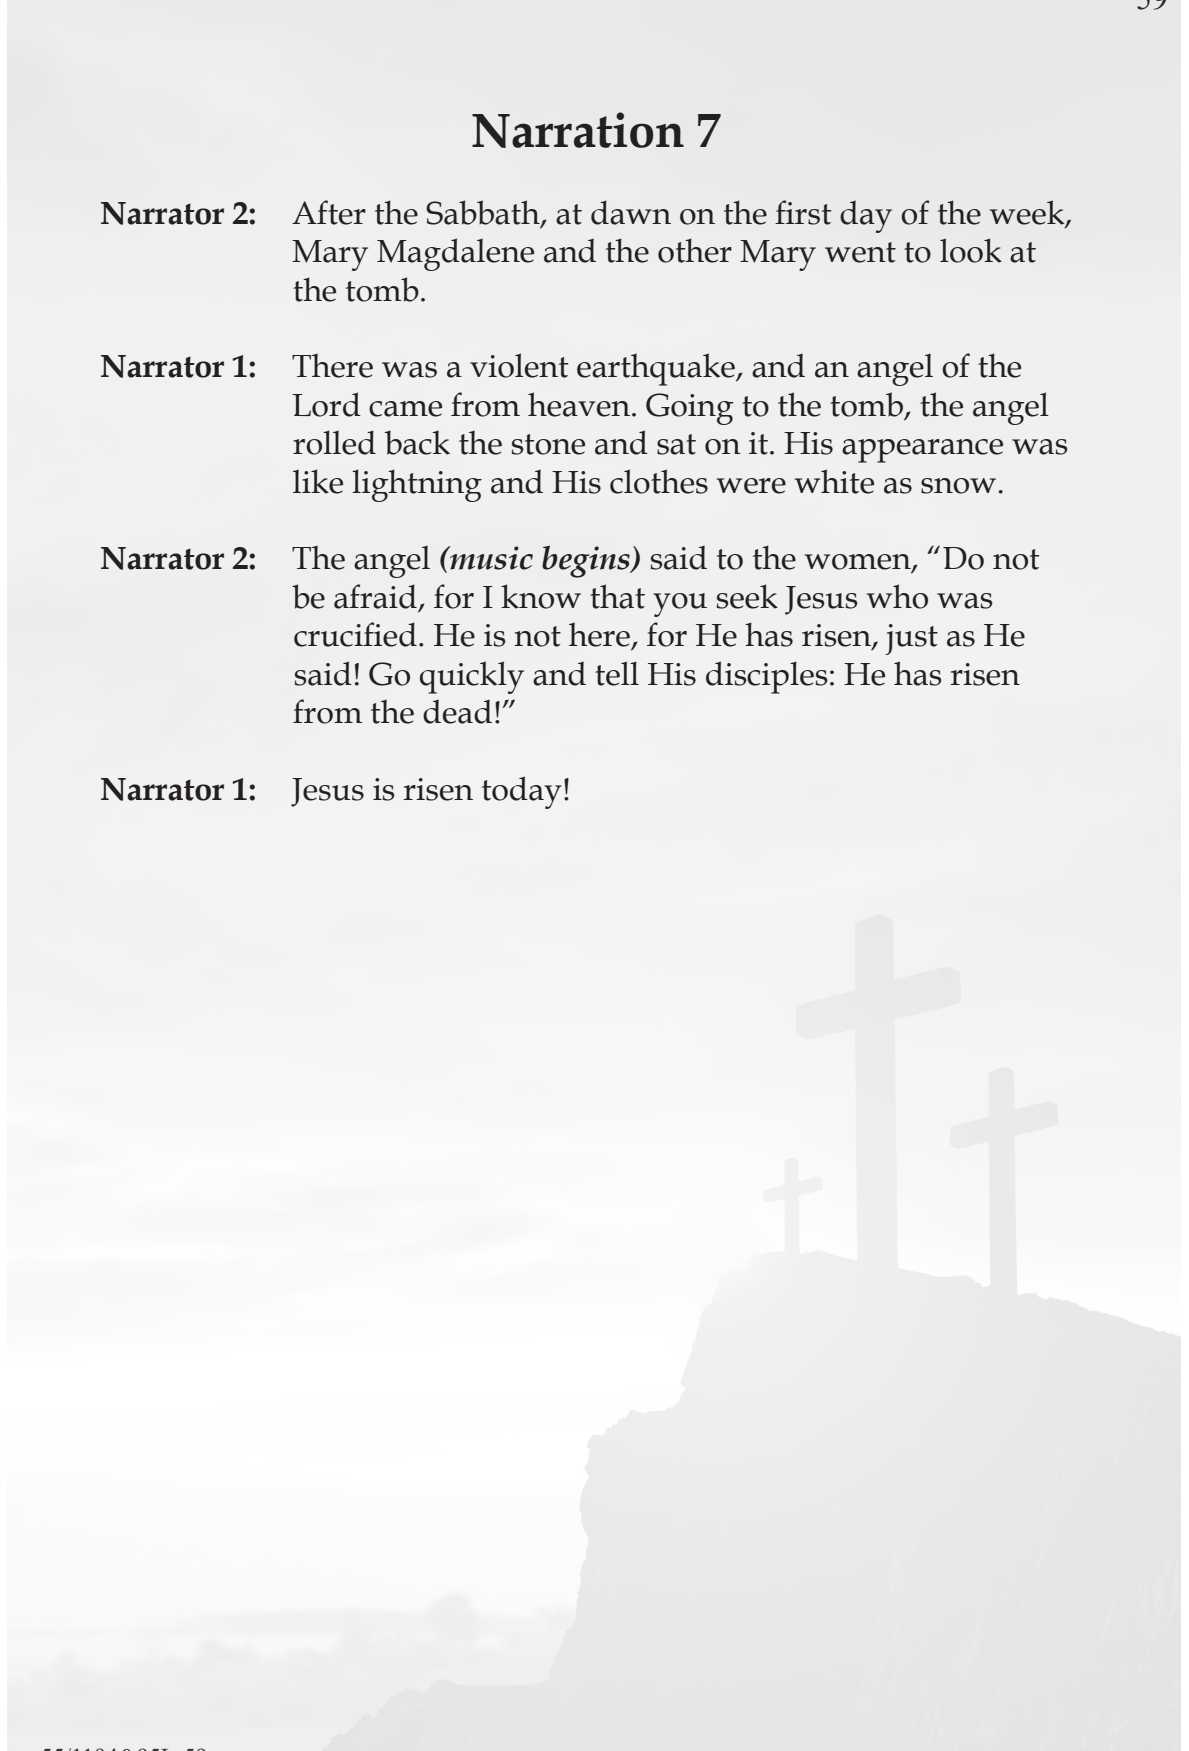 59
Narration 7
Narrator 2: After the Sabbath, at dawn on the first day of the week,
Mary Magdalene and the other Mary went to look at
the tomb.
Narrator 1: There was a violent earthquake, and an angel of the
Lord came from heaven. Going to the tomb, the angel
rolled back the stone and sat on it. His appearance was
like lightning and His clothes were white as snow.
Narrator 2: The angel (music begins) said to the women, “Do not
be afraid, for I know that you seek Jesus who was
crucified. He is not here, for He has risen, just as He
said! Go quickly and tell His disciples: He has risen
from the dead!”
Narrator 1: Jesus is risen today!